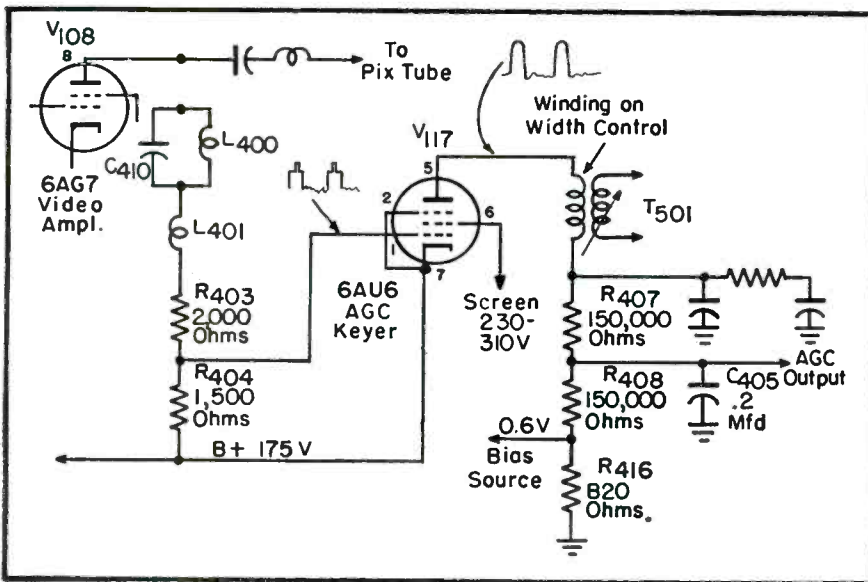 V108
8
To
Pix Tube
Winding on
Width Control
V117
5
L400
C410
2
6
T501
6AG7
Video
Ampl.
L401
1
7
R403
2,000
Ohms
6AU6
AGC
Keyer
Screen
230-
310V
R407
150,000
Ohms
AGC
Output
R404
1,500
Ohms
R408
150,000
Ohms
C405
.2
Mfd
0.6V
Bias
Source
B+ 175V
R416
B20
Ohms.